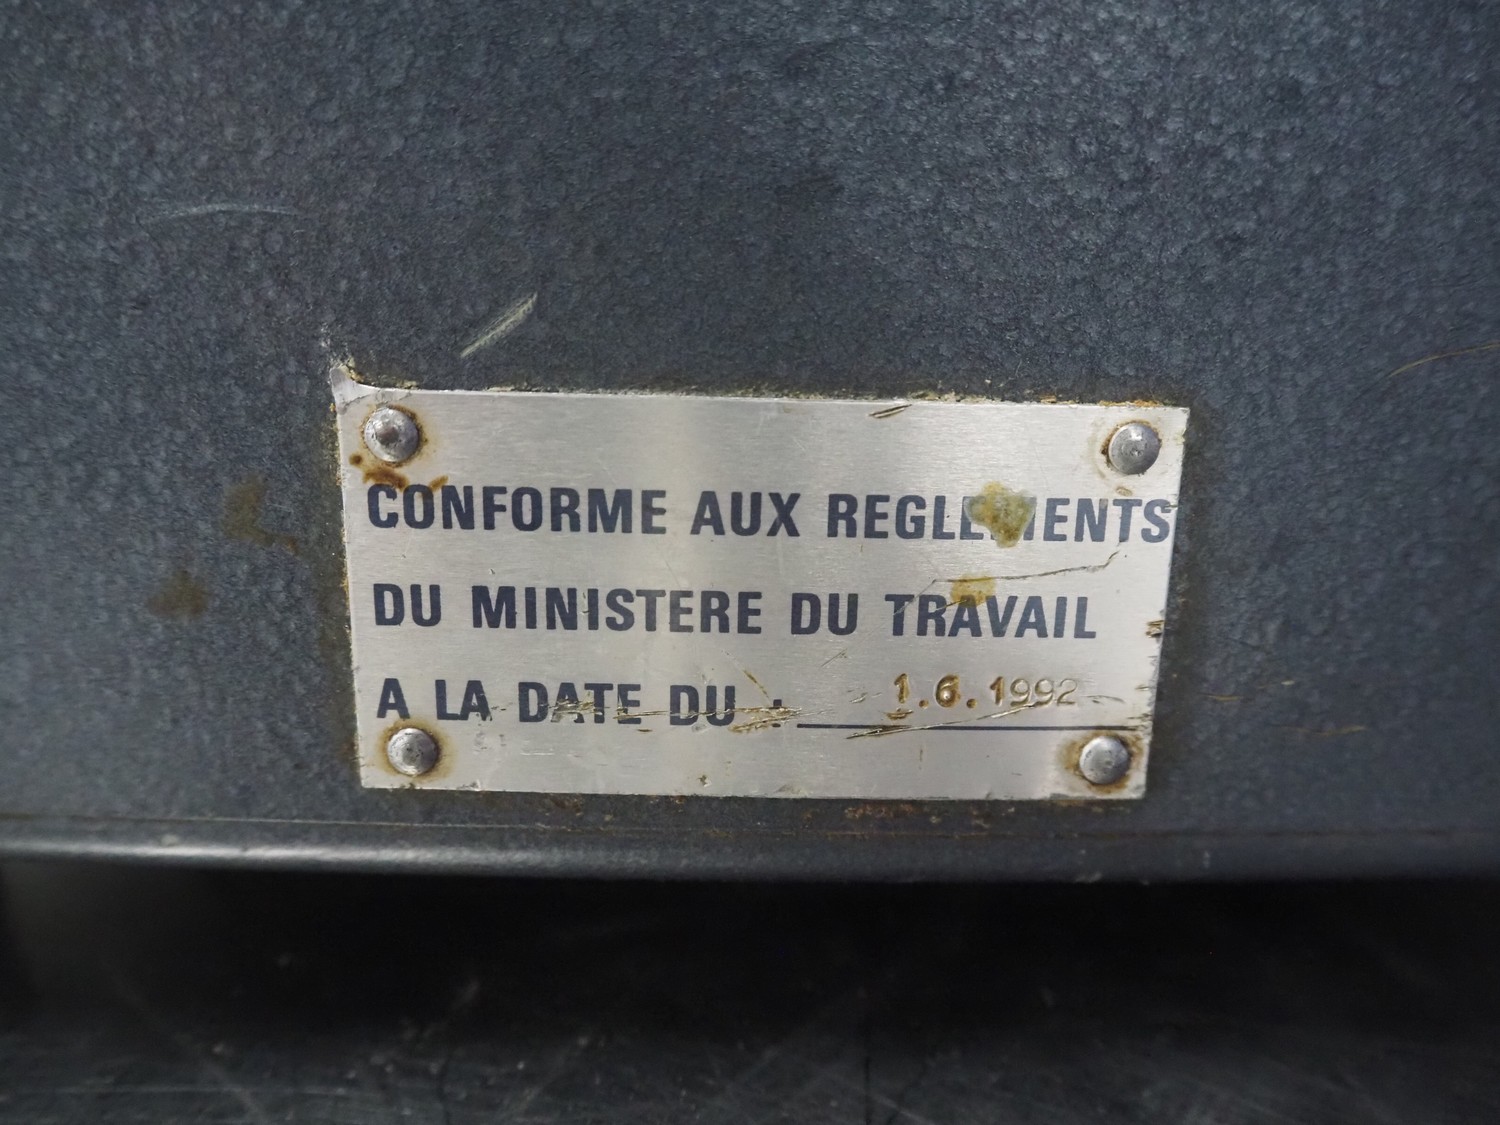 CONFORME AUX REGLEMENTS
DU MINISTERE DU TRAVAIL
A LA DATE DU : 1.6.1992